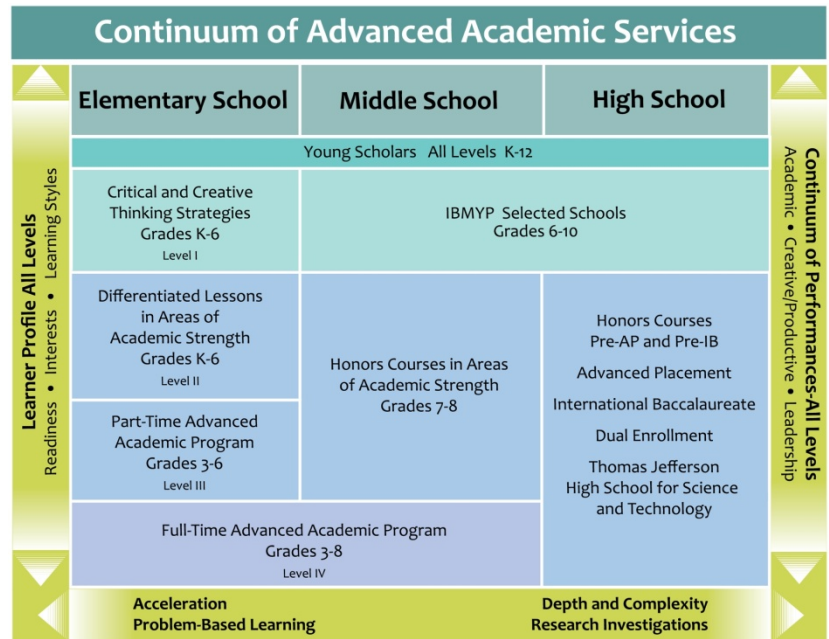 Continuum of Advanced Academic Services
Elementary School
Middle School
High School
Young Scholars All Levels K-12
Critical and Creative
Thinking Strategies
Grades K-6
Level I
IBMYP Selected Schools
Grades 6-10
Differentiated Lessons
in Areas of
Academic Strength
Grades K-6
Level II
Honors Courses in Areas
of Academic Strength
Grades 7-8
Honors Courses
Pre-AP and Pre-IB
Advanced Placement
International Baccalaureate
Dual Enrollment
Thomas Jefferson
High School for Science
and Technology
Part-Time Advanced
Academic Program
Grades 3-6
Level III
Full-Time Advanced Academic Program
Grades 3-8
Level IV
Learner Profile All Levels
Readiness • Interests • Learning Styles
Continuum of Performances-All Levels
Academic • Creative/Productive • Leadership
Acceleration
Problem-Based Learning
Depth and Complexity
Research Investigations